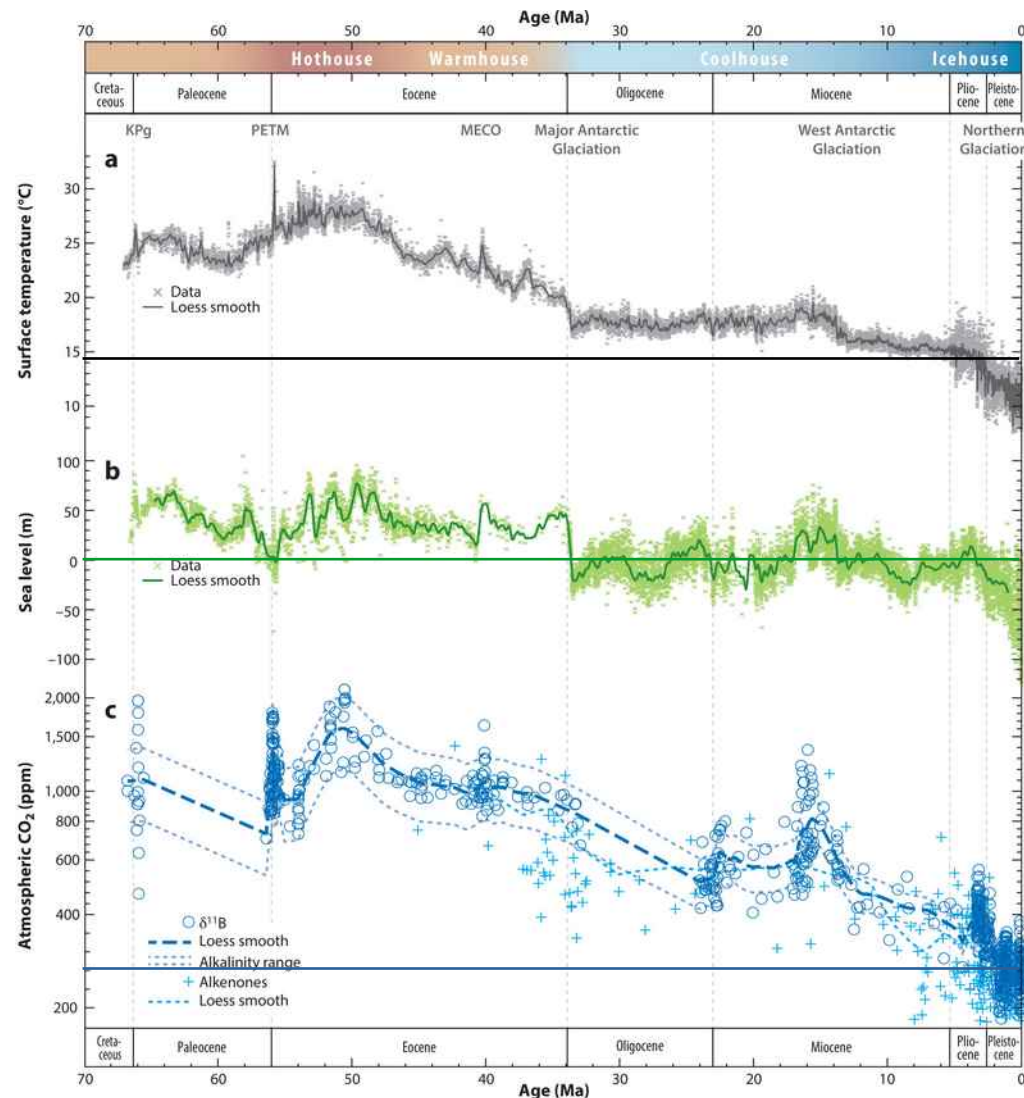 Age (Ma)
70 60 50 40 30 20 10 0
Hothouse Warmhouse Coolhouse Icehouse
Creta-
ceous
Paleocene Eocene Oligocene Miocene
Plio-
cene
Pleisto-
cene
KPg PETM MECO
Major Antarctic
Glaciation
West Antarctic
Glaciation
Northern
Glaciation
a
Surface temperature (°C)
30
25
20
15
10
Data
Loess smooth
b
Sea level (m)
100
50
0
−50
−100
Data
Loess smooth
c
Atmospheric CO2 (ppm)
2,000
1,500
1,000
800
600
400
200
δ11B
Loess smooth
Alkalinity range
Alkenones
Loess smooth
Creta-
ceous
Paleocene Eocene Oligocene Miocene
Plio-
cene
Pleisto-
cene
70 60 50 40 30 20 10 0
Age (Ma)